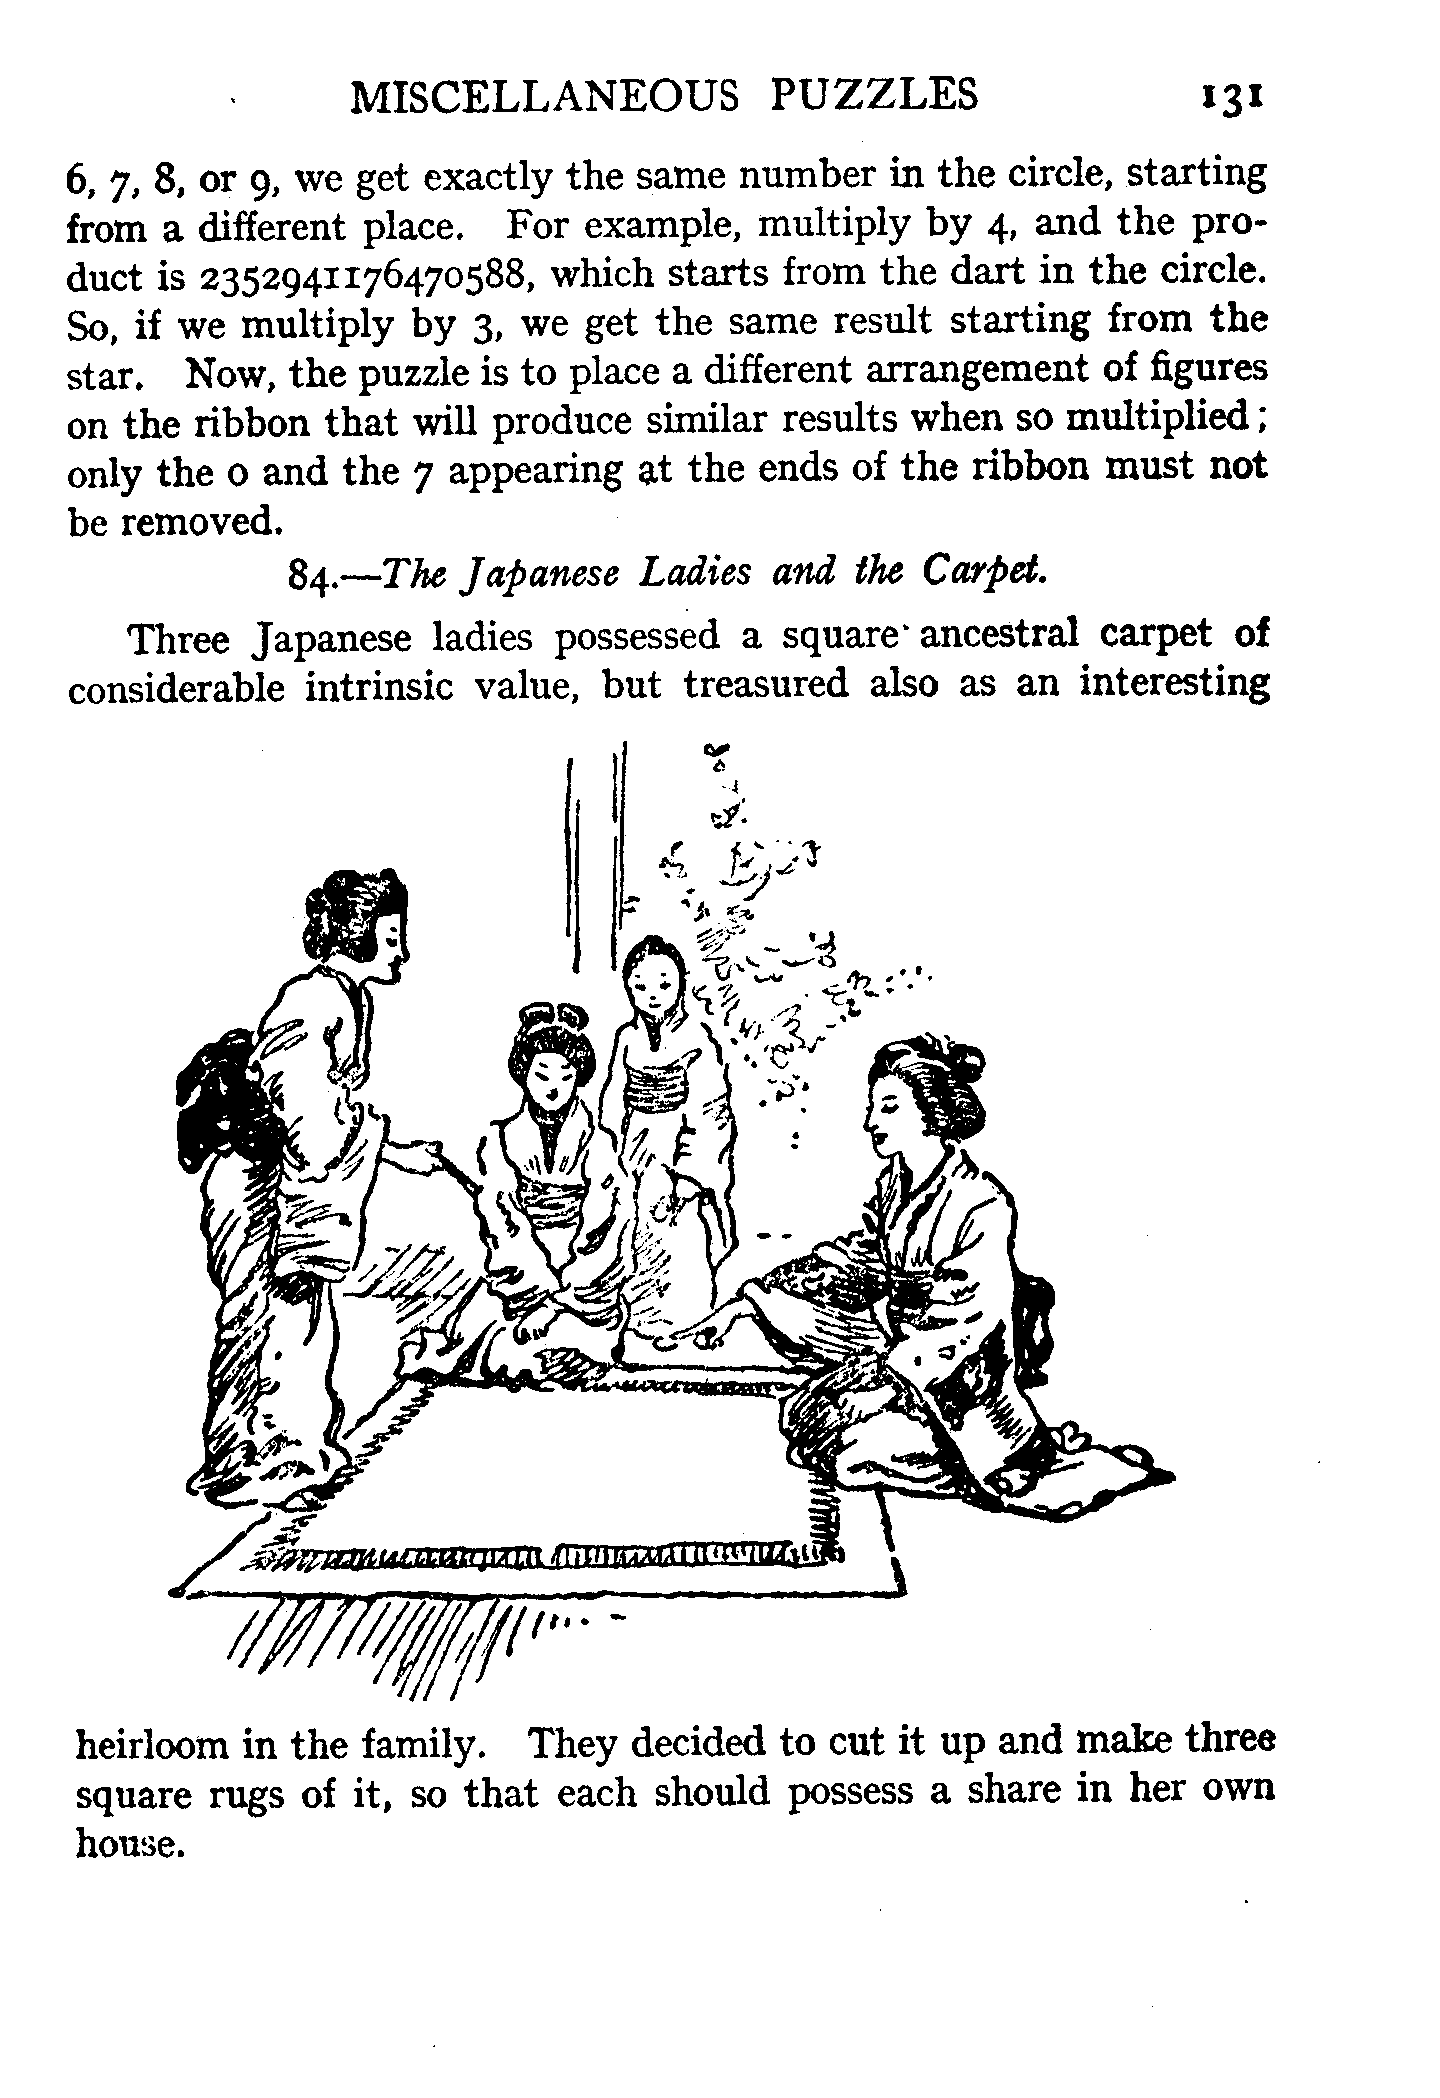 MISCELLANEOUS PUZZLES 131
6, 7, 8, or 9, we get exactly the same number in the circle, starting
from a different place. For example, multiply by 4, and the pro-
duct is 2352941176470588, which starts from the dart in the circle.
So, if we multiply by 3, we get the same result starting from the
star. Now, the puzzle is to place a different arrangement of figures
on the ribbon that will produce similar results when so multiplied;
only the 0 and the 7 appearing at the ends of the ribbon must not
be removed.
84.—The Japanese Ladies and the Carpet.
Three Japanese ladies possessed a square ancestral carpet of
considerable intrinsic value, but treasured also as an interesting
heirloom in the family. They decided to cut it up and make three
square rugs of it, so that each should possess a share in her own
house.